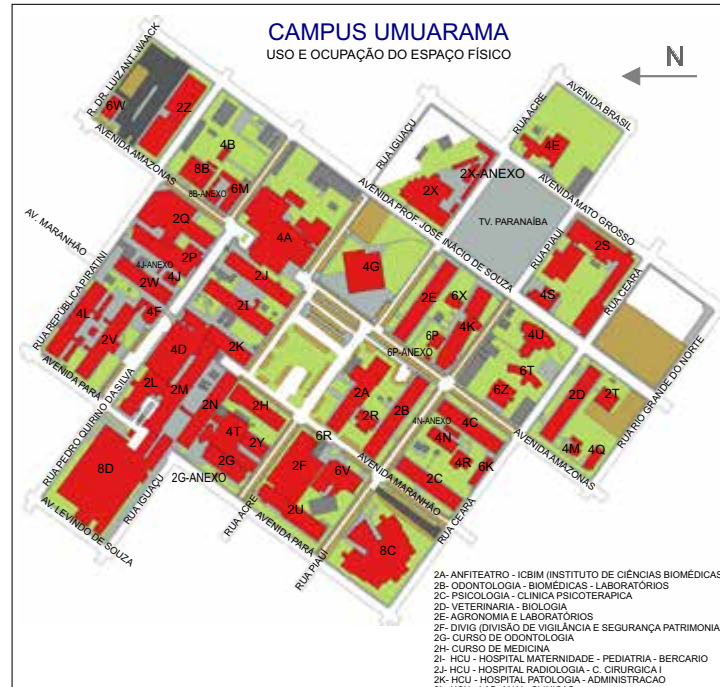 CAMPUS UMUARAMA
USO E OCUPAÇÃO DO ESPAÇO FÍSICO
N
R. DR. LUIZ ANT. WAACK
6W
2Z
AVENIDA AMAZONAS
4B
8B
8B-ANEXO
6M
RUA IGUAÇU
RUA ACRE
AVENIDA BRASIL
4E
2X-ANEXO
2X
AVENIDA MATO GROSSO
AV. MARANHÃO
2Q
4A
AVENIDA PROF. JOSÉ INÁCIO DE SOUZA
TV. PARANAÍBA
RUA PIAUÍ
2S
2P
4J-ANEXO
4J
2W
2J
4G
RUA CEARÁ
RUA REPÚBLICA PIRATINI
4L
4F
2I
2E
6X
4S
2V
4D
2K
6P
4K
4U
6P-ANEXO
RUA RIO GRANDE DO NORTE
AVENIDA PARÁ
2L
2M
6T
6Z
2D
2T
RUA PEDRO QUIRINO DA SILVA
2N
2H
2A
2R
2B
4N-ANEXO
4C
AVENIDA AMAZONAS
4T
2Y
6R
4N
4M
4Q
8D
2G
2F
6V
AVENIDA MARANHÃO
4R
6K
2G-ANEXO
2C
AV. LEVINDO DE SOUZA
RUA IGUAÇU
RUA ACRE
2U
AVENIDA PARÁ
RUA PIAUÍ
8C
RUA CEARÁ
2A- ANFITEATRO - ICBIM (INSTITUTO DE CIÊNCIAS BIOMÉDICAS
2B- ODONTOLOGIA - BIOMÉDICAS - LABORATÓRIOS
2C- PSICOLOGIA - CLINICA PSICOTERAPICA
2D- VETERINARIA - BIOLOGIA
2E- AGRONOMIA E LABORATÓRIOS
2F- DIVIG (DIVISÃO DE VIGILÂNCIA E SEGURANÇA PATRIMONIA
2G- CURSO DE ODONTOLOGIA
2H- CURSO DE MEDICINA
2I- HCU - HOSPITAL MATERNIDADE - PEDIATRIA - BERCARIO
2J- HCU - HOSPITAL RADIOLOGIA - C. CIRURGICA I
2K- HCU - HOSPITAL PATOLOGIA - ADMINISTRACAO